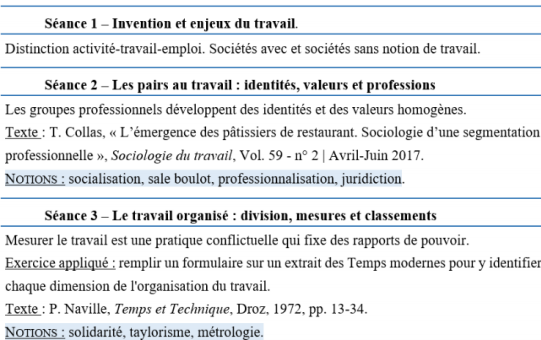 Séance 1 – Invention et enjeux du travail.
Distinction activité-travail-emploi. Sociétés avec et sociétés sans notion de travail.
Séance 2 – Les pairs au travail : identités, valeurs et professions
Les groupes professionnels développent des identités et des valeurs homogènes.
Texte : T. Collas, « L'émergence des pâtissiers de restaurant. Sociologie d'une segmentation
professionnelle », Sociologie du travail, Vol. 59 - n° 2 | Avril-Juin 2017.
NOTIONS : socialisation, sale boulot, professionnalisation, juridiction.
Séance 3 – Le travail organisé : division, mesures et classements
Mesurer le travail est une pratique conflictuelle qui fixe des rapports de pouvoir.
Exercice appliqué : remplir un formulaire sur un extrait des Temps modernes pour y identifier
chaque dimension de l'organisation du travail.
Texte : P. Naville, Temps et Technique, Droz, 1972, pp. 13-34.
NOTIONS : solidarité, taylorisme, métrologie.